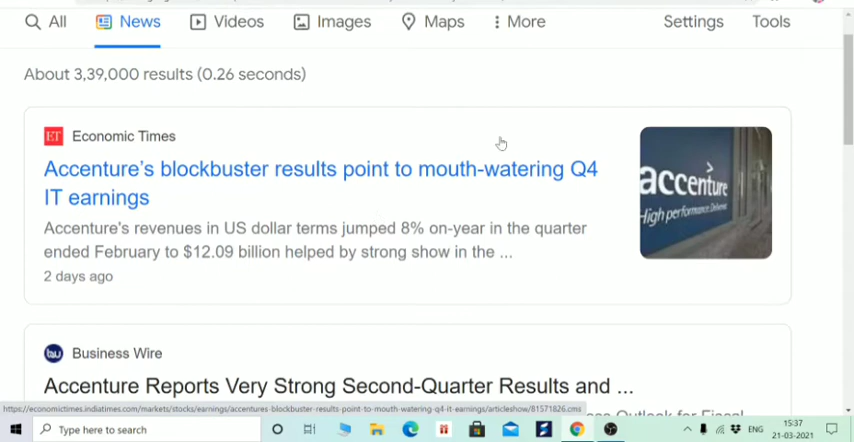 All News Videos Images Maps More Settings Tools
About 3,39,000 results (0.26 seconds)
ET Economic Times
Accenture's blockbuster results point to mouth-watering Q4
IT earnings
Accenture's revenues in US dollar terms jumped 8% on-year in the quarter
ended February to $12.09 billion helped by strong show in the ...
2 days ago
accenture
High performance. Delivered.
bw Business Wire
Accenture Reports Very Strong Second-Quarter Results and ...
https://economictimes.indiatimes.com/markets/stocks/earnings/accentures-blockbuster-results-point-to-mouth-watering-q4-it-earnings/articleshow/81571826.cms
Outlook for Fiscal
Type here to search
ENG
15:37
21-03-2021